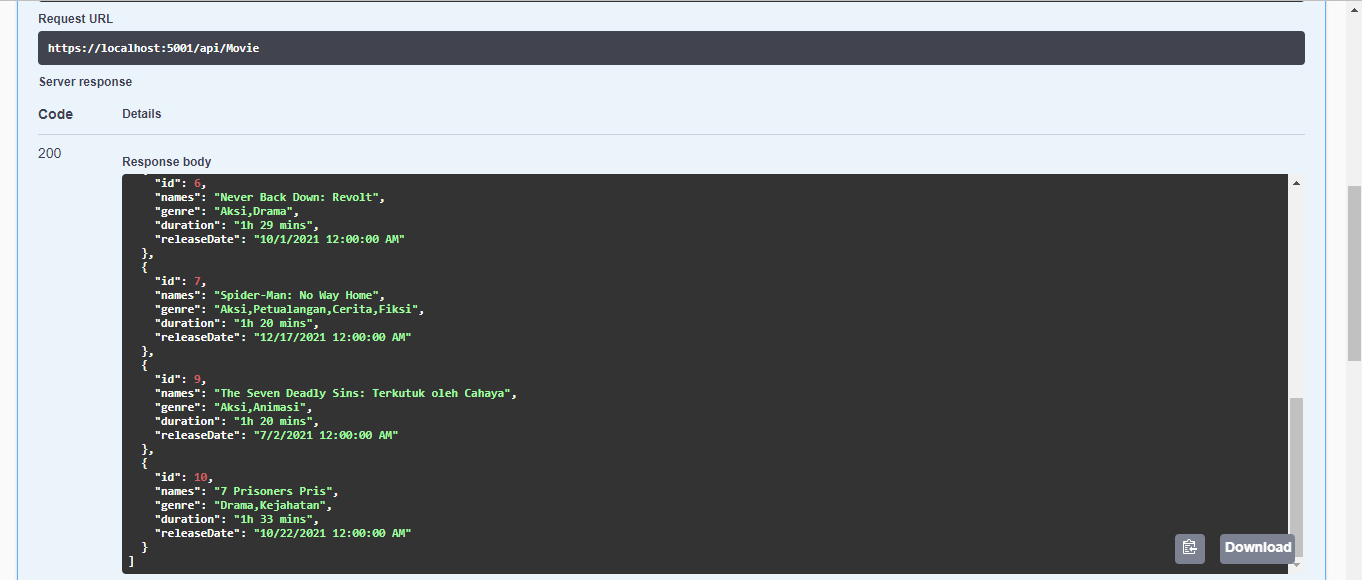 Request URL
https://localhost:5001/api/Movie
Server response
Code Details
200
Response body
"id": 6,
"names": "Never Back Down: Revolt",
"genre": "Aksi,Drama",
"duration": "1h 29 mins",
"releaseDate": "10/1/2021 12:00:00 AM"
},
{
"id": 7,
"names": "Spider-Man: No Way Home",
"genre": "Aksi,Petualangan,Cerita,Fiksi",
"duration": "1h 20 mins",
"releaseDate": "12/17/2021 12:00:00 AM"
},
{
"id": 9,
"names": "The Seven Deadly Sins: Terkutuk oleh Cahaya",
"genre": "Aksi,Animasi",
"duration": "1h 20 mins",
"releaseDate": "7/2/2021 12:00:00 AM"
},
{
"id": 10,
"names": "7 Prisoners Pris",
"genre": "Drama,Kejahatan",
"duration": "1h 33 mins",
"releaseDate": "10/22/2021 12:00:00 AM"
}
]
Download